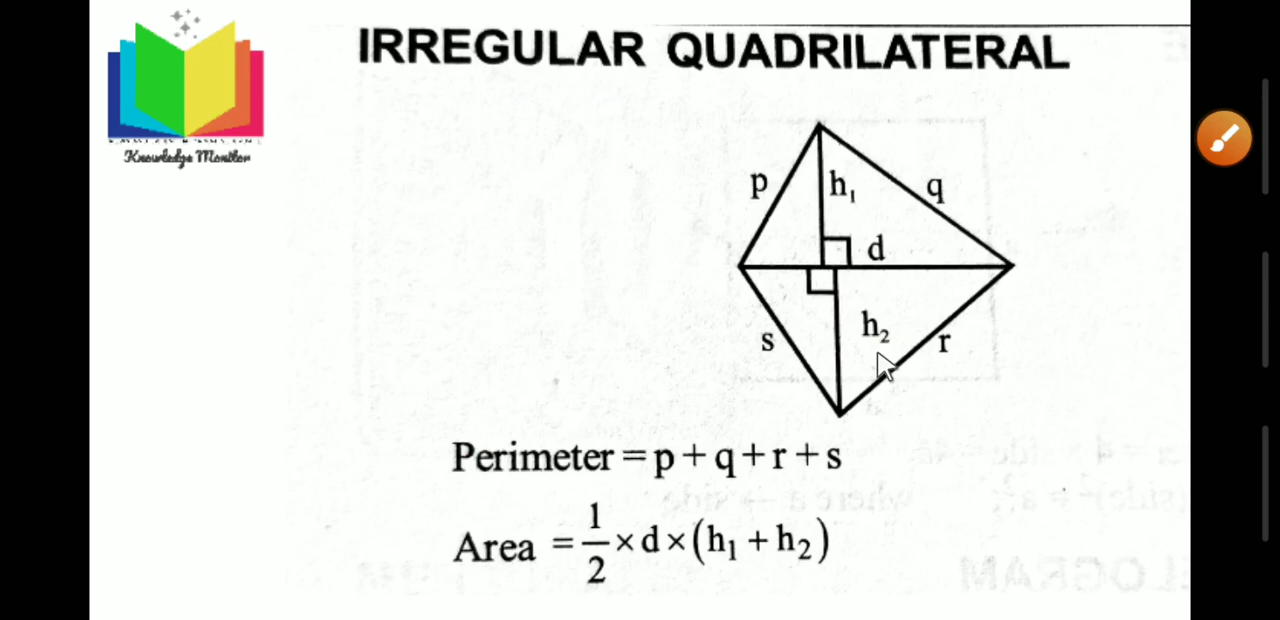 IRREGULAR QUADRILATERAL
Knowledge Monitor
p
h₁
q
d
s
h₂
r
Perimeter = p + q + r + s
Area = 1/2 × d × (h₁ + h₂)